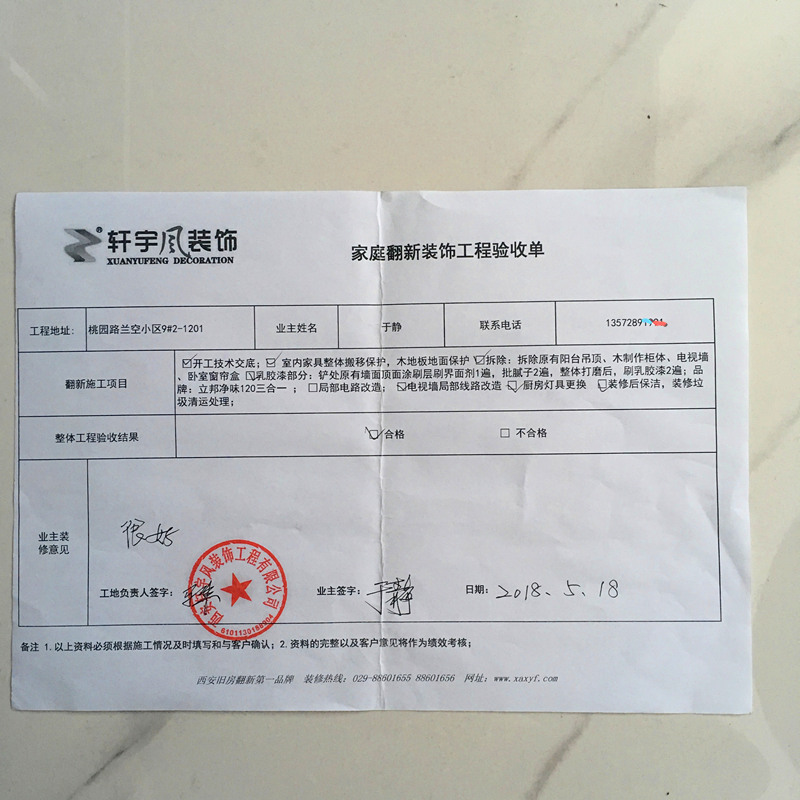 轩宇风装饰
XUANYUFENG DECORATION
家庭翻新装饰工程验收单
工程地址: 桃园路兰空小区9#2-1201 业主姓名 于静 联系电话 13572891
翻新施工项目
☑开工技术交底; ☑ 室内家具整体搬移保护, 木地板地面保护 ☑拆除: 拆除原有阳台吊顶、木制作柜体、电视墙
、卧室窗帘盒 ☑乳胶漆部分: 铲处原有墙面顶面涂刷层刷界面剂1遍, 批腻子2遍, 整体打磨后, 刷乳胶漆2遍; 品
牌: 立邦净味120三合一 ; ☐局部电路改造; ☑电视墙局部线路改造 ☑ 厨房灯具更换 ☑装修后保洁, 装修垃
圾清运处理;
整体工程验收结果 ☑合格 ☐ 不合格
业主装
修意见
很好
工地负责人签字: 业主签字: 于静 日期: 2018.5.18
西安轩宇风装饰工程有限公司
备注 1.以上资料必须根据施工情况及时填写和与客户确认; 2.资料的完整以及客户意见将作为绩效考核;
西安旧房翻新第一品牌 装修热线: 029-88601655 88601656 网址: www.xaxyf.com